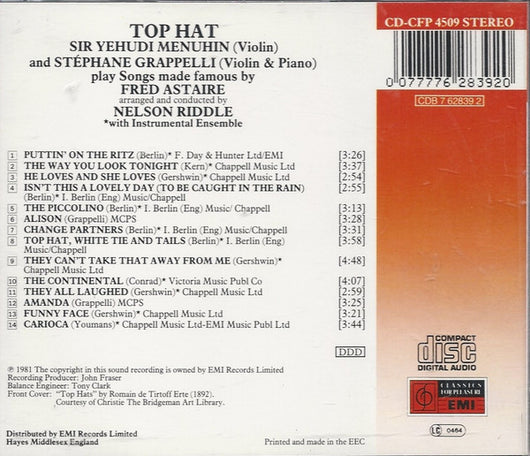 TOP HAT
SIR YEHUDI MENUHIN (Violin)
and STÉPHANE GRAPPELLI (Violin & Piano)
play Songs made famous by
FRED ASTAIRE
arranged and conducted by
NELSON RIDDLE
*with Instrumental Ensemble
CD-CFP 4509 STEREO
0 077776 283920
CDB 7 62839 2
1 PUTTIN' ON THE RITZ (Berlin)* F. Day & Hunter Ltd/EMI [3:26]
2 THE WAY YOU LOOK TONIGHT (Kern)* Chappell Music Ltd [3:37]
3 HE LOVES AND SHE LOVES (Gershwin)* Chappell Music Ltd [2:54]
4 ISN'T THIS A LOVELY DAY (TO BE CAUGHT IN THE RAIN) [2:55]
(Berlin)* I. Berlin (Eng) Music/Chappell
5 THE PICCOLINO (Berlin)* I. Berlin (Eng) Music/ Chappell [3:13]
6 ALISON (Grappelli) MCPS [3:28]
7 CHANGE PARTNERS (Berlin)* I. Berlin (Eng) Music/ Chappell [3:31]
8 TOP HAT, WHITE TIE AND TAILS (Berlin)* I. Berlin (Eng) [3:58]
Music/Chappell
9 THEY CAN'T TAKE THAT AWAY FROM ME (Gershwin)* [4:48]
Chappell Music Ltd
10 THE CONTINENTAL (Conrad)* Victoria Music Publ Co [4:07]
11 THEY ALL LAUGHED (Gershwin)* Chappell Music Ltd [2:59]
12 AMANDA (Grappelli) MCPS [3:25]
13 FUNNY FACE (Gershwin)* Chappell Music Ltd [3:21]
14 CARIOCA (Youmans)* Chappell Music Ltd-EMI Music Publ Ltd [3:44]
DDD
℗ 1981 The copyright in this sound recording is owned by EMI Records Limited
Recording Producer: John Fraser
Balance Engineer: Tony Clark
Front Cover: "Top Hats" by Romain de Tirtoff Erte (1892).
Courtesy of Christie The Bridgeman Art Library.
COMPACT
disc
DIGITAL AUDIO
CLASSICS
FOR PLEASURE
EMI
LC 0464
Distributed by EMI Records Limited
Hayes Middlesex England
Printed and made in the EEC